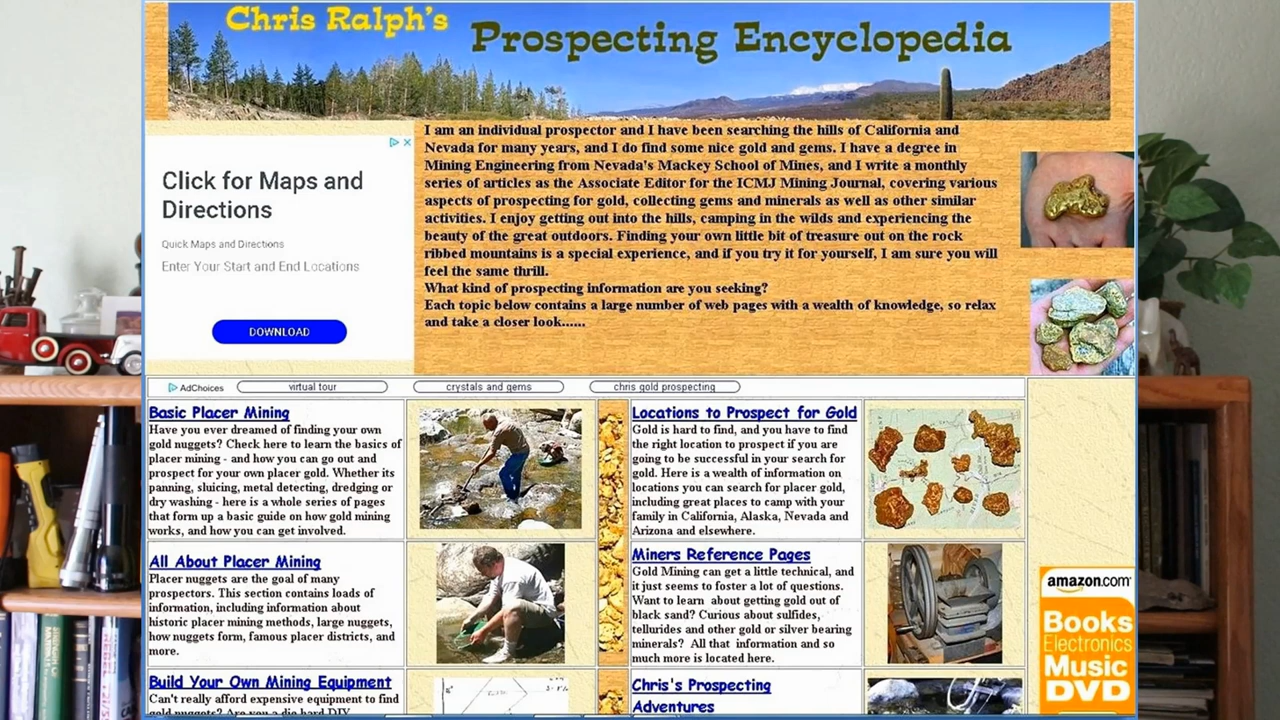 Chris Ralph's
Prospecting Encyclopedia
I am an individual prospector and I have been searching the hills of California and
Nevada for many years, and I do find some nice gold and gems. I have a degree in
Mining Engineering from Nevada's Mackey School of Mines, and I write a monthly
series of articles as the Associate Editor for the ICMJ Mining Journal, covering various
aspects of prospecting for gold, collecting gems and minerals as well as other similar
activities. I enjoy getting out into the hills, camping in the wilds and experiencing the
beauty of the great outdoors. Finding your own little bit of treasure out on the rock
ribbed mountains is a special experience, and if you try it for yourself, I am sure you will
feel the same thrill.
What kind of prospecting information are you seeking?
Each topic below contains a large number of web pages with a wealth of knowledge, so relax
and take a closer look......
Click for Maps and
Directions
Quick Maps and Directions
Enter Your Start and End Locations
DOWNLOAD
AdChoices
virtual tour
crystals and gems
chris gold prospecting
Basic Placer Mining
Have you ever dreamed of finding your own
gold nuggets? Check here to learn the basics of
placer mining - and how you can go out and
prospect for your own placer gold. Whether its
panning, sluicing, metal detecting, dredging or
dry washing - here is a whole series of pages
that form up a basic guide on how gold mining
works, and how you can get involved.
Locations to Prospect for Gold
Gold is hard to find, and you have to find
the right location to prospect if you are
going to be successful in your search for
gold. Here is a wealth of information on
locations you can search for placer gold,
including great places to camp with your
family in California, Alaska, Nevada and
Arizona and elsewhere.
All About Placer Mining
Placer nuggets are the goal of many
prospectors. This section contains loads of
information, including information about
historic placer mining methods, large nuggets,
how nuggets form, famous placer districts, and
more.
Miners Reference Pages
Gold Mining can get a little technical, and
it just seems to foster a lot of questions.
Want to learn about getting gold out of
black sand? Curious about sulfides,
tellurides and other gold or silver bearing
minerals? All that information and so
much more is located here.
Build Your Own Mining Equipment
Can't really afford expensive equipment to find
gold nuggets? Are you a die hard DIY
Chris's Prospecting
Adventures
amazon.com
Books
Electronics
Music
DVD